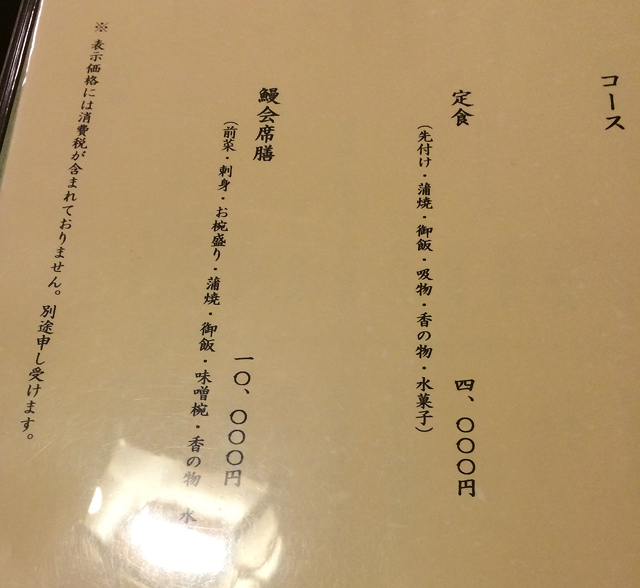 コース
定食
四、〇〇〇円
（先付け・蒲焼・御飯・吸物・香の物・水菓子）
鰻会席膳
一〇、〇〇〇円
（前菜・刺身・お椀盛り・蒲焼・御飯・味噌椀・香の物 水
※表示価格には消費税が含まれておりません。別途申し受けます。